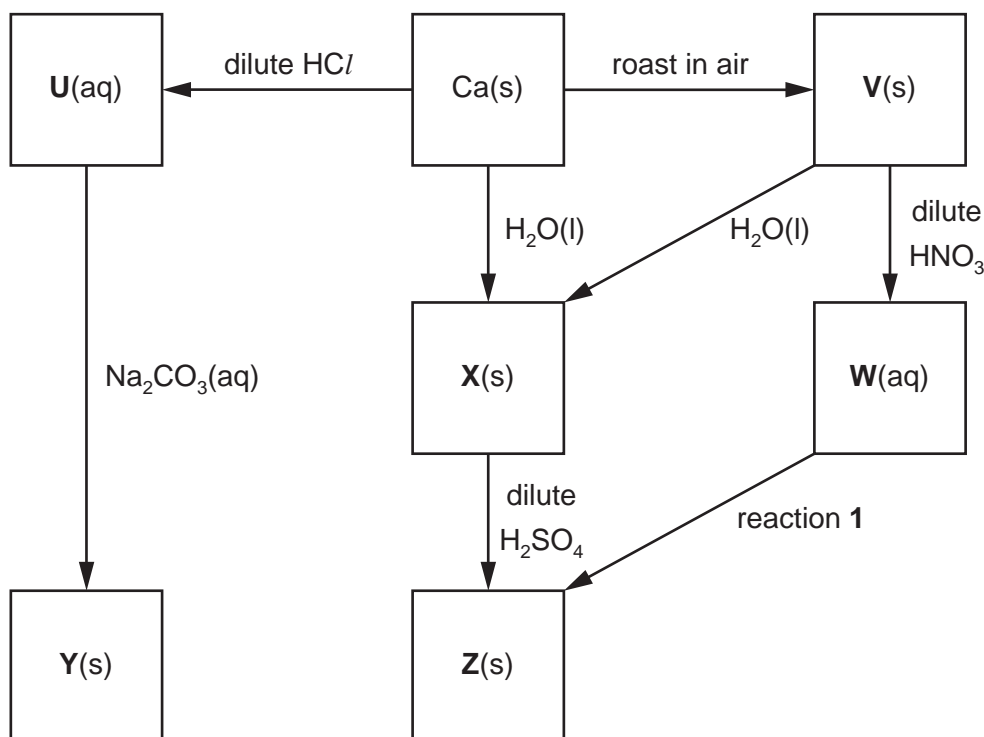 U(aq)
dilute HCl
Ca(s)
roast in air
V(s)
H₂O(l)
H₂O(l)
dilute
HNO₃
Na₂CO₃(aq)
X(s)
W(aq)
dilute
H₂SO₄
reaction 1
Y(s)
Z(s)